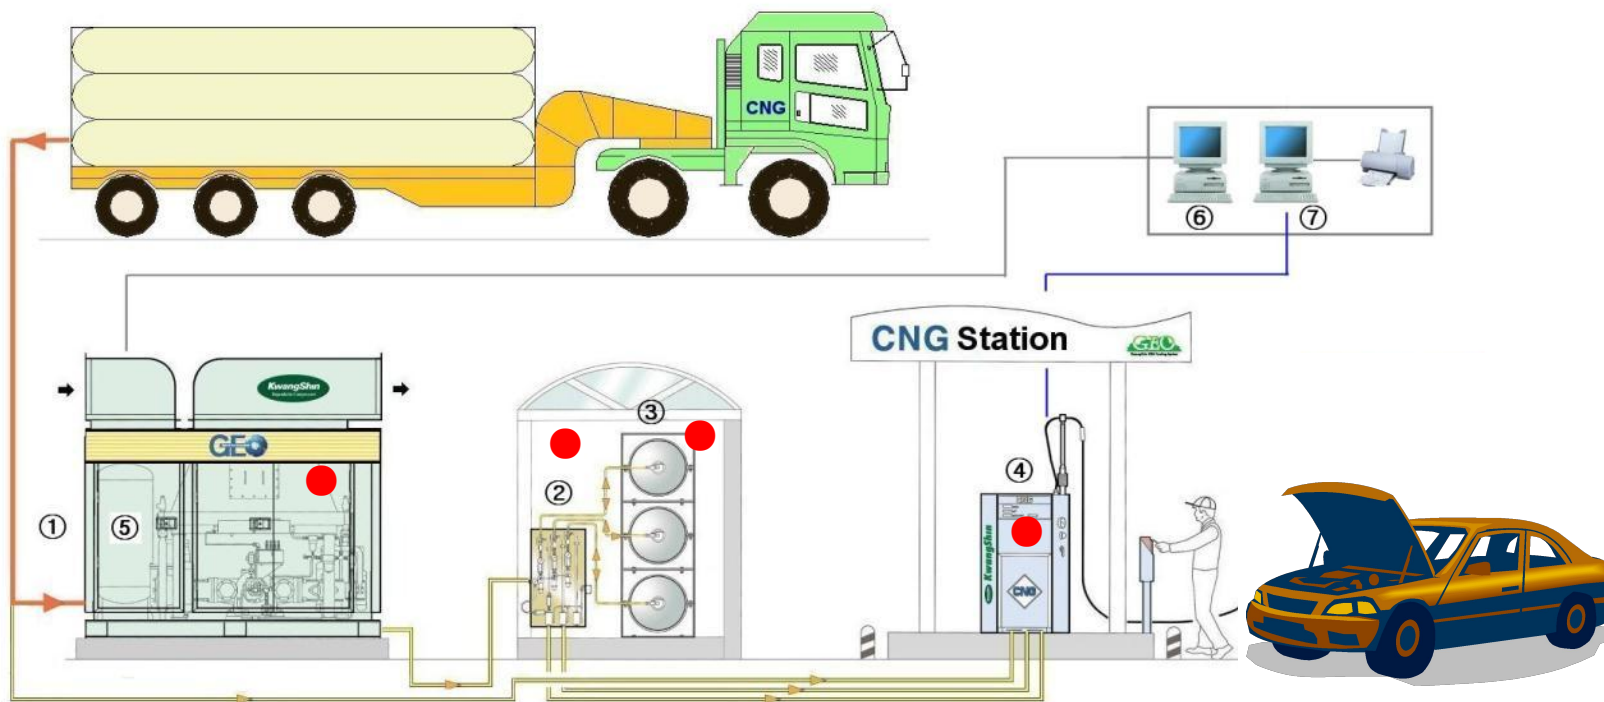 CNG
⑥
⑦
CNG Station
GEO
KwangShin
GEO
③
②
④
①
⑤
KwangShin
CNG